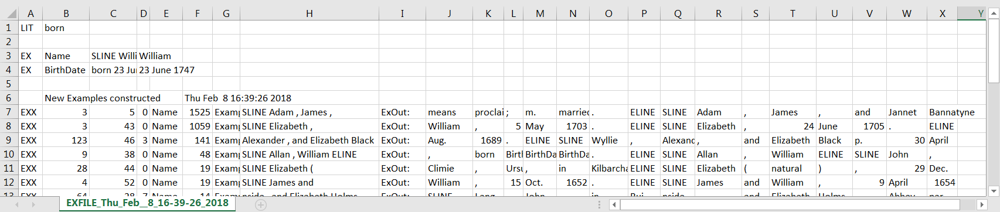 A B C D E F G H I J K L M N O P Q R S T U V W X Y
1 LIT born
2
3 EX Name SLINE Willi William
4 EX BirthDate born 23 Ju 23 June 1747
5
6 New Examples constructed Thu Feb 8 16:39:26 2018
7 EXX 3 5 0 Name 1525 Examp SLINE Adam , James , ExOut: means proclai ; m. married . ELINE SLINE Adam , James , and Jannet Bannatyne
8 EXX 3 43 0 Name 1059 Examp SLINE Elizabeth , ExOut: William , 5 May 1703 . ELINE SLINE Elizabeth , 24 June 1705 . ELINE
9 EXX 123 46 3 Name 141 Examp Alexander , and Elizabeth Black ExOut: Aug. 1689 . ELINE SLINE Wyllie , Alexand , and Elizabeth Black p. 30 April
10 EXX 9 38 0 Name 48 Examp SLINE Allan , William ELINE ExOut: , born Birtl BirthDa BirthDa . ELINE SLINE Allan , William ELINE SLINE John ,
11 EXX 28 44 0 Name 19 Examp SLINE Elizabeth ( ExOut: Climie , Ursu , in Kilbarcha ELINE SLINE Elizabeth ( natural ) , 29 Dec.
12 EXX 4 52 0 Name 19 Examp SLINE James and ExOut: William , 15 Oct. 1652 . ELINE SLINE James and William , 9 April 1654
13 EXX 64 28 7 Name 14 Examp nside , and Elizabeth Holms ExOut: SLINE Lang John in Bui nside and Elizabeth Holms Abbey par
EXFILE_Thu_Feb__8_16-39-26_2018